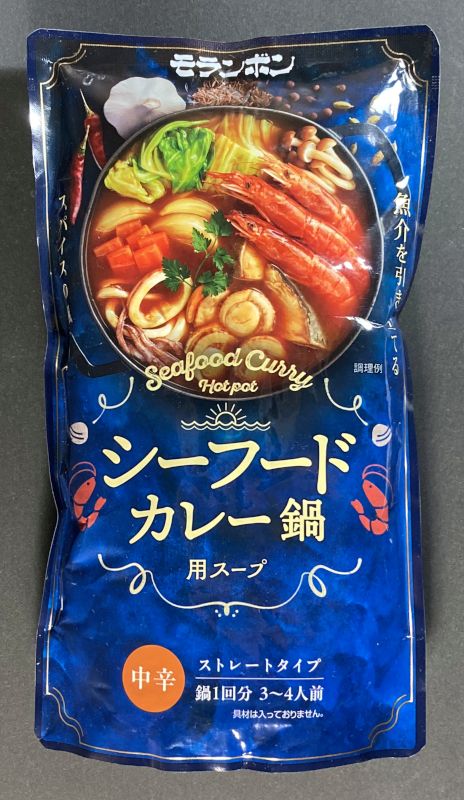 モランボン
魚介を引き
スパイスの
調理例
Seafood Curry
Hot pot
シーフード
カレー鍋
用スープ
中辛
ストレートタイプ
鍋1回分 3〜4人前
具材は入っておりません。